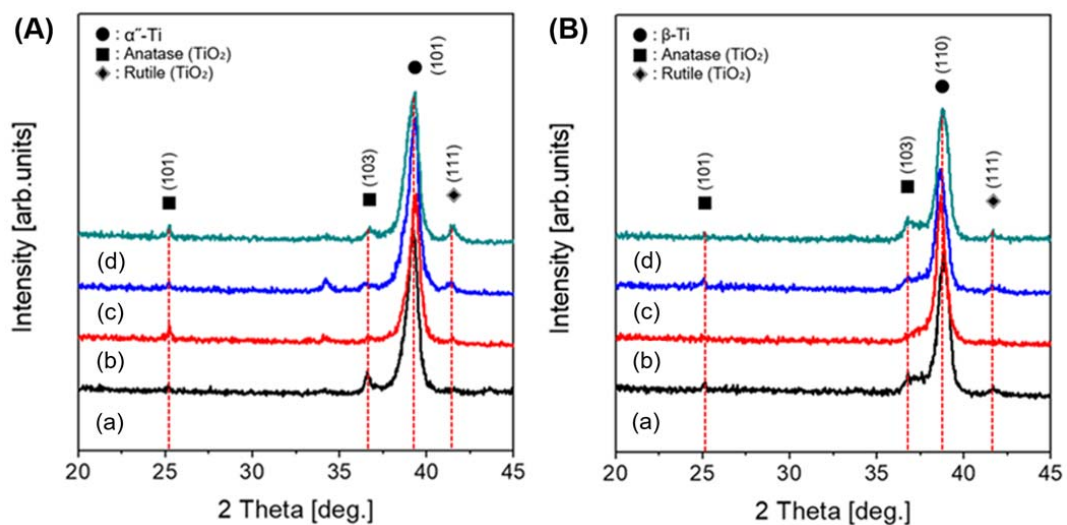 (A)
● : α″-Ti
■ : Anatase (TiO₂)
◆ : Rutile (TiO₂)
(101)
(103)
(101)
(111)
(d)
(c)
(b)
(a)
Intensity [arb.units]
20 25 30 35 40 45
2 Theta [deg.]
(B)
● : β-Ti
■ : Anatase (TiO₂)
◆ : Rutile (TiO₂)
(101)
(103)
(110)
(111)
(d)
(c)
(b)
(a)
Intensity [arb.units]
20 25 30 35 40 45
2 Theta [deg.]